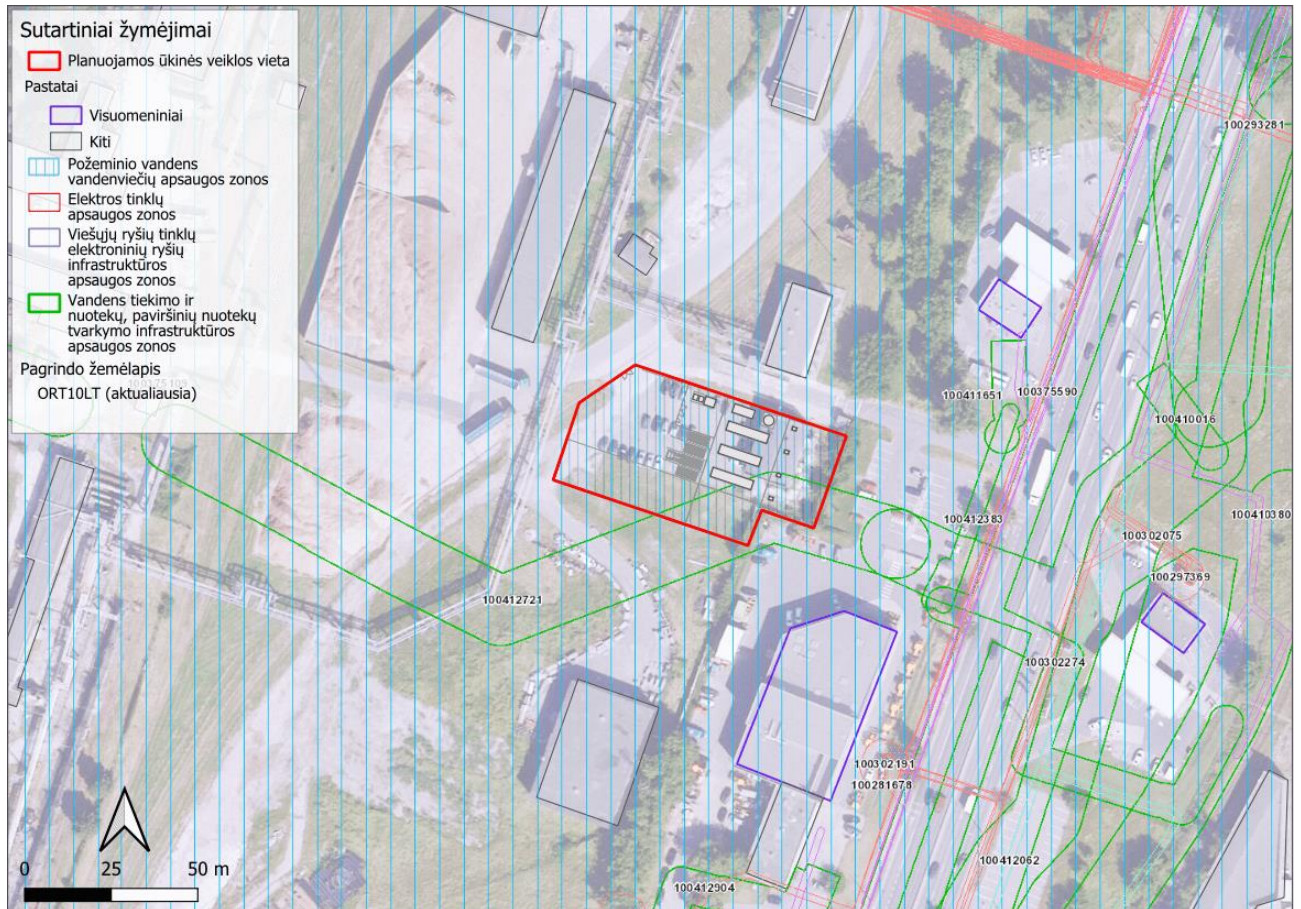 Sutartiniai žymėjimai
Planuojamos ūkinės veiklos vieta
Pastatai
Visuomeniniai
Kiti
Požeminio vandens
vandenviečių apsaugos zonos
Elektros tinklų
apsaugos zonos
Viešųjų ryšių tinklų
elektroninių ryšių
infrastruktūros
apsaugos zonos
Vandens tiekimo ir
nuotekų, paviršinių nuotekų
tvarkymo infrastruktūros
apsaugos zonos
Pagrindo žemėlapis
ORT10LT (aktualiausia)
100293281
100375109
100411651
100375590
100410016
100412383
100410380
100302075
100297369
100412721
100302274
100302191
100281678
100412062
100412904
0 25 50 m